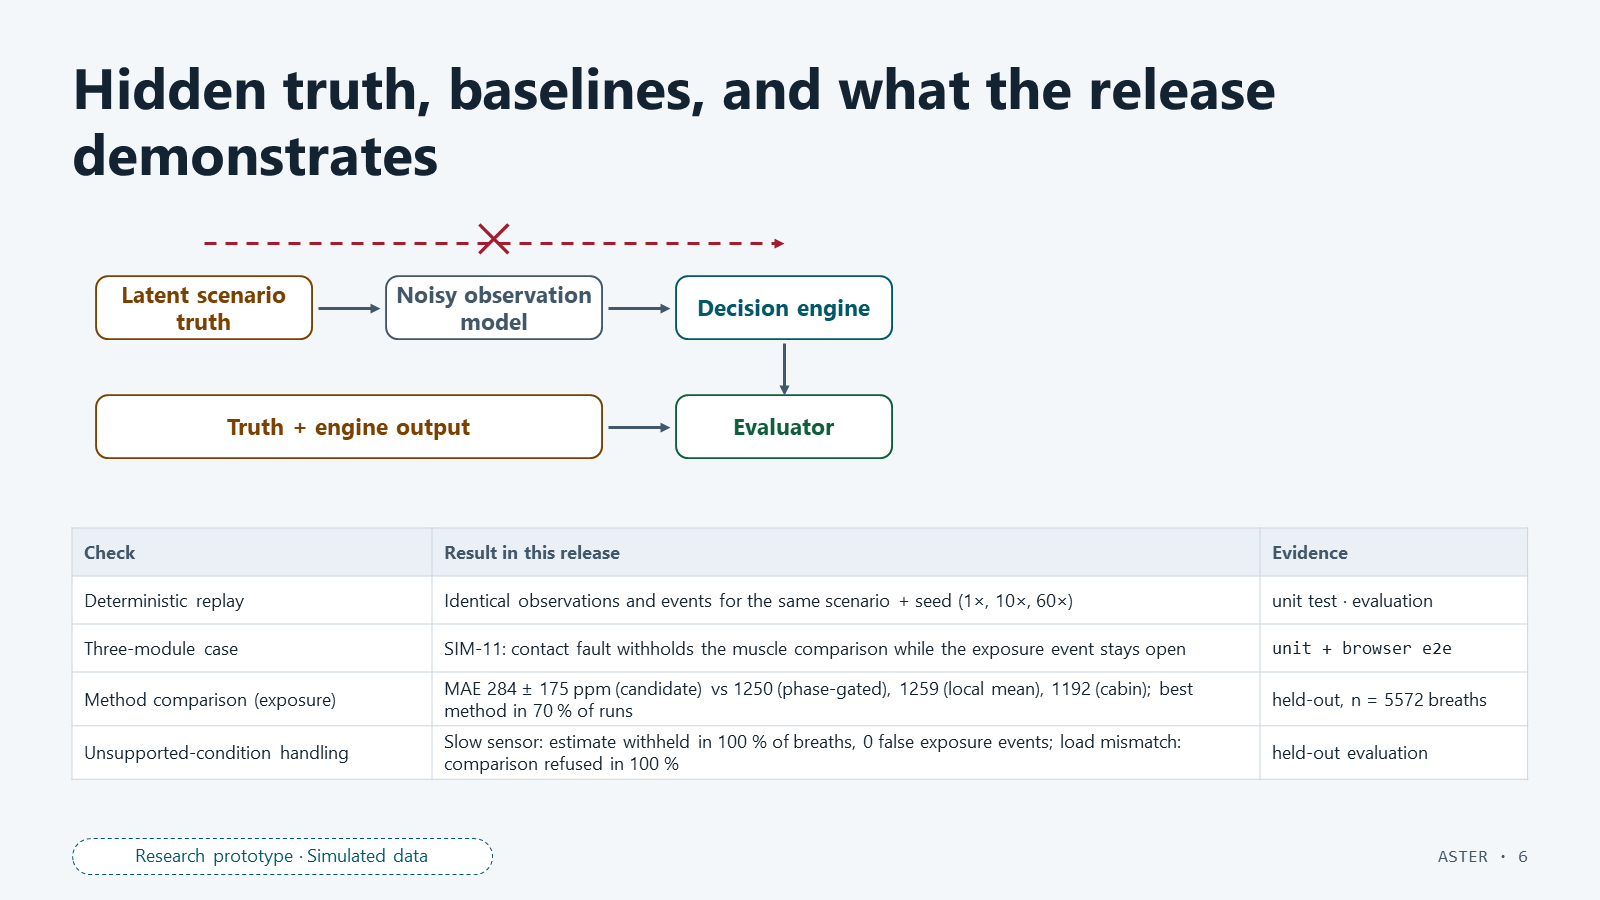 Hidden truth, baselines, and what the release
demonstrates
Latent scenario
truth
Noisy observation
model
Decision engine
Truth + engine output
Evaluator
Check
Result in this release
Evidence
Deterministic replay
Identical observations and events for the same scenario + seed (1×, 10×, 60×)
unit test · evaluation
Three-module case
SIM-11: contact fault withholds the muscle comparison while the exposure event stays open
unit + browser e2e
Method comparison (exposure)
MAE 284 ± 175 ppm (candidate) vs 1250 (phase-gated), 1259 (local mean), 1192 (cabin); best
method in 70 % of runs
held-out, n = 5572 breaths
Unsupported-condition handling
Slow sensor: estimate withheld in 100 % of breaths, 0 false exposure events; load mismatch:
comparison refused in 100 %
held-out evaluation
Research prototype · Simulated data
ASTER · 6